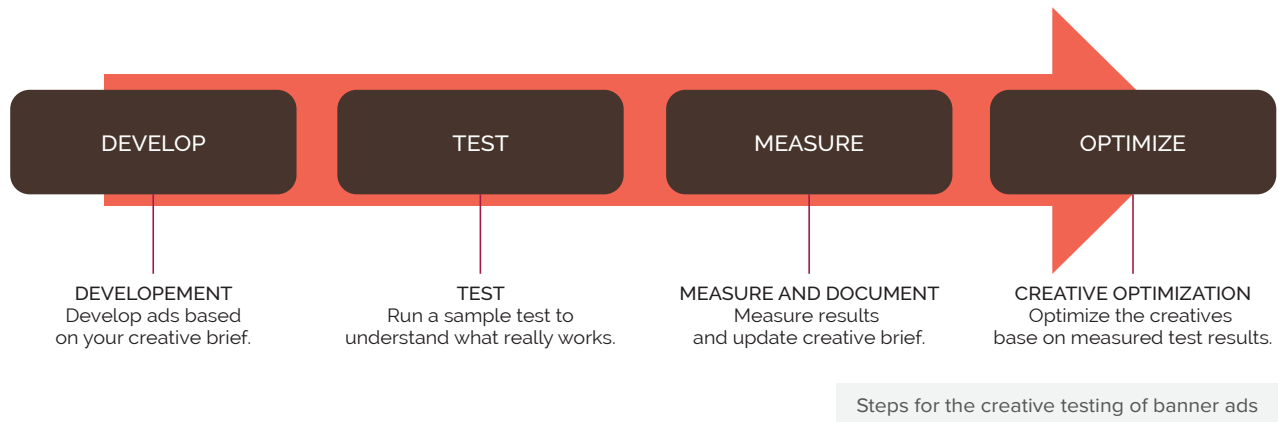 DEVELOP
TEST
MEASURE
OPTIMIZE
DEVELOPEMENT
Develop ads based
on your creative brief.
TEST
Run a sample test to
understand what really works.
MEASURE AND DOCUMENT
Measure results
and update creative brief.
CREATIVE OPTIMIZATION
Optimize the creatives
base on measured test results.
Steps for the creative testing of banner ads